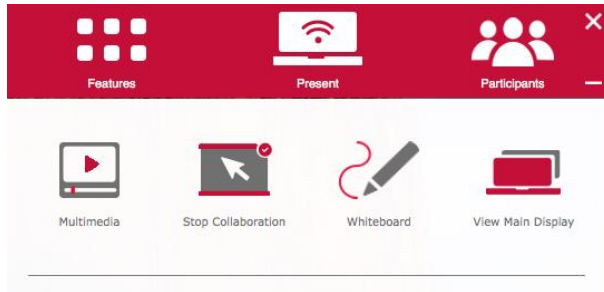 Features
Present
Participants
Multimedia
Stop Collaboration
Whiteboard
View Main Display